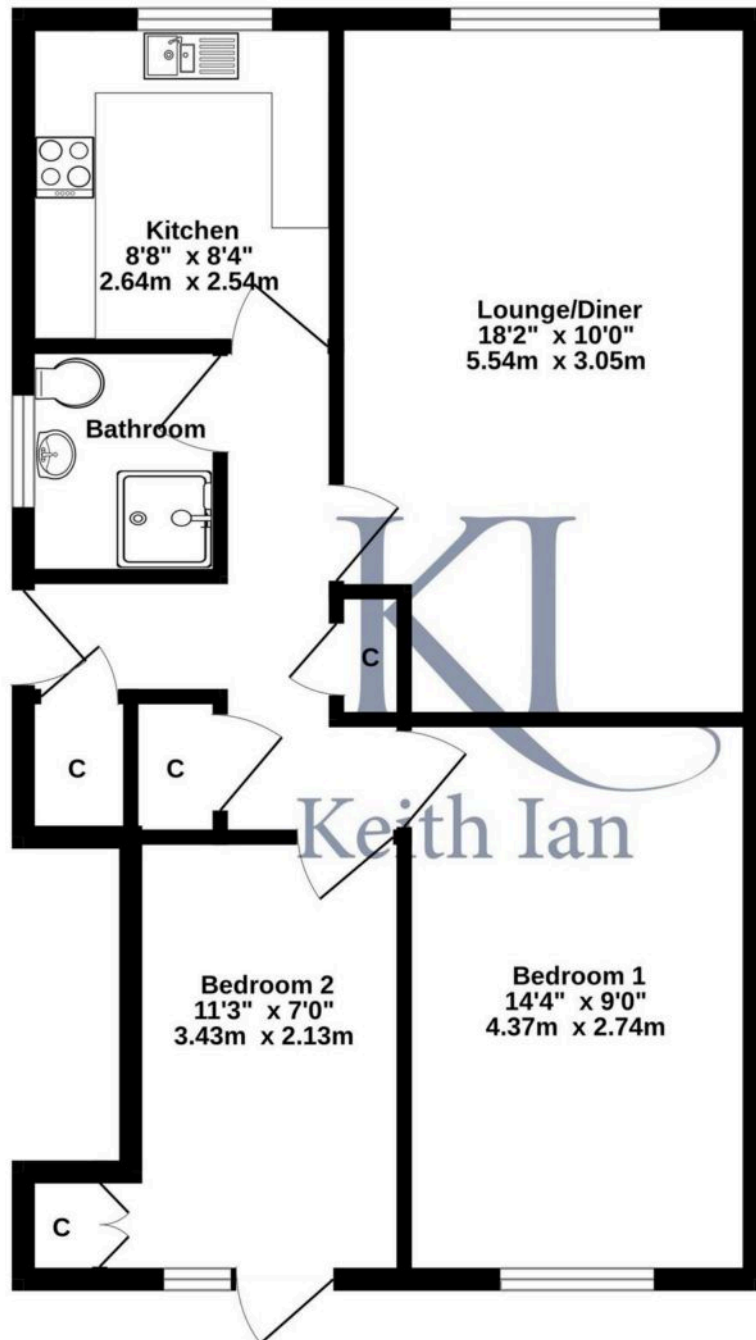 Kitchen
8'8" x 8'4"
2.64m x 2.54m
Lounge/Diner
18'2" x 10'0"
5.54m x 3.05m
Bathroom
KI
C
C
C
Keith Ian
Bedroom 2
11'3" x 7'0"
3.43m x 2.13m
Bedroom 1
14'4" x 9'0"
4.37m x 2.74m
C